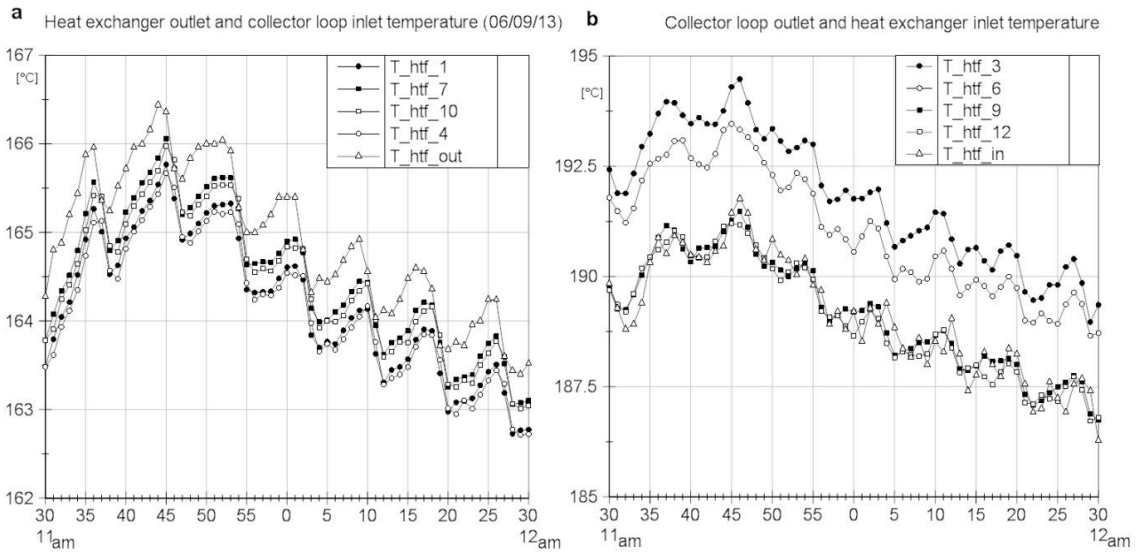 a
Heat exchanger outlet and collector loop inlet temperature (06/09/13)
167
[°C]
166
165
164
163
162
T_htf_1
T_htf_7
T_htf_10
T_htf_4
T_htf_out
30 35 40 45 50 55 0 5 10 15 20 25 30
11am 12am
b
Collector loop outlet and heat exchanger inlet temperature
195
[°C]
192.5
190
187.5
185
T_htf_3
T_htf_6
T_htf_9
T_htf_12
T_htf_in
30 35 40 45 50 55 0 5 10 15 20 25 30
11am 12am